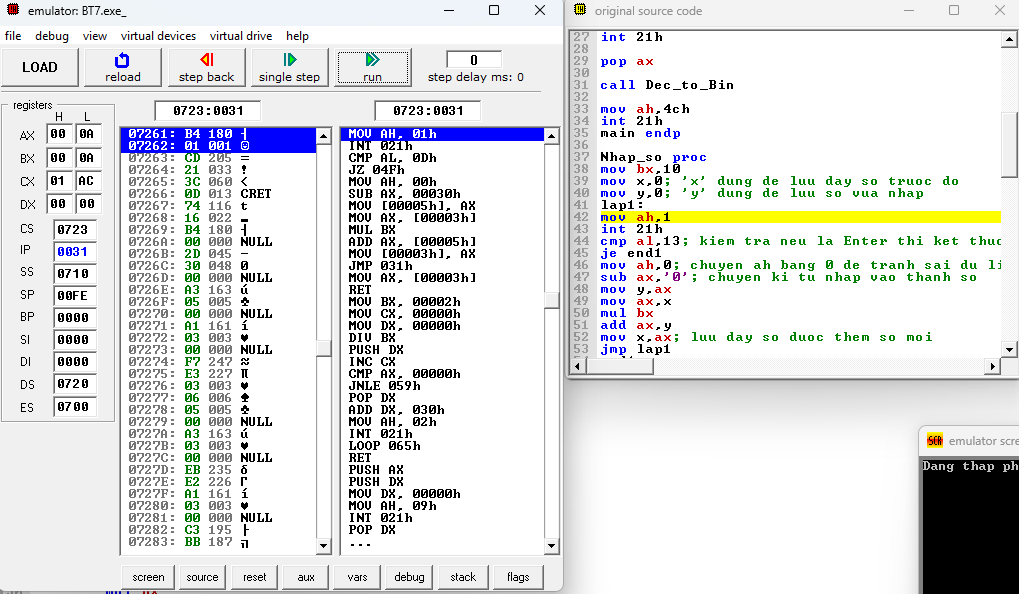 emulator: BT7.exe_
file debug view virtual devices virtual drive help
LOAD
reload
step back
single step
run
0
step delay ms: 0
registers
H L
AX 00 0A
BX 00 0A
CX 01 AC
DX 00 00
CS 0723
IP 0031
SS 0710
SP 00FE
BP 0000
SI 0000
DI 0000
DS 0720
ES 0700
0723:0031
07261: B4 180 ┤
07262: 01 001 ☺
07263: CD 205 =
07264: 21 033 !
07265: 3C 060 <
07266: 0D 013 CRET
07267: 74 116 t
07268: 16 022 ▬
07269: B4 180 ┤
0726A: 00 000 NULL
0726B: 2D 045 -
0726C: 30 048 0
0726D: 00 000 NULL
0726E: A3 163 ú
0726F: 05 005 ♣
07270: 00 000 NULL
07271: A1 161 í
07272: 03 003 ♥
07273: 00 000 NULL
07274: F7 247 ≈
07275: E3 227 π
07276: 03 003 ♥
07277: 06 006 ♠
07278: 05 005 ♣
07279: 00 000 NULL
0727A: A3 163 ú
0727B: 03 003 ♥
0727C: 00 000 NULL
0727D: EB 235 δ
0727E: E2 226 Γ
0727F: A1 161 í
07280: 03 003 ♥
07281: 00 000 NULL
07282: C3 195 ├
07283: BB 187 ╗
0723:0031
MOV AH, 01h
INT 021h
CMP AL, 0Dh
JZ 04Fh
MOV AH, 00h
SUB AX, 00030h
MOV [00005h], AX
MOV AX, [00003h]
MUL BX
ADD AX, [00005h]
MOV [00003h], AX
JMP 031h
MOV AX, [00003h]
RET
MOV BX, 00002h
MOV CX, 00000h
MOV DX, 00000h
DIV BX
PUSH DX
INC CX
CMP AX, 00000h
JNLE 059h
POP DX
ADD DX, 030h
MOV AH, 02h
INT 021h
LOOP 065h
RET
PUSH AX
PUSH DX
MOV DX, 00000h
MOV AH, 09h
INT 021h
POP DX
...
screen source reset aux vars debug stack flags
original source code
27 int 21h
28
29 pop ax
30
31 call Dec_to_Bin
32
33 mov ah,4ch
34 int 21h
35 main endp
36
37 Nhap_so proc
38 mov bx,10
39 mov x,0; 'x' dung de luu day so truoc do
40 mov y,0; 'y' dung de luu so vua nhap
41 lap1:
42 mov ah,1
43 int 21h
44 cmp al,13; kiem tra neu la Enter thi ket thuc
45 je end1
46 mov ah,0; chuyen ah bang 0 de tranh sai du li
47 sub ax,'0'; chuyen ki tu nhap vao thanh so
48 mov y,ax
49 mov ax,x
50 mul bx
51 add ax,y
52 mov x,ax; luu day so duoc them so moi
53 jmp lap1
emulator scre
Dang thap ph